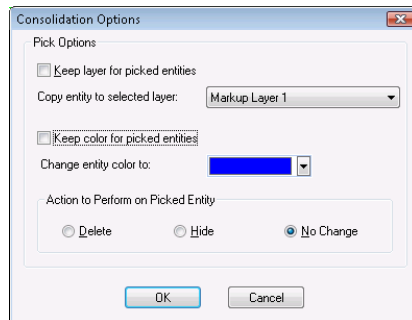 Consolidation Options
Pick Options
Keep layer for picked entities
Copy entity to selected layer: Markup Layer 1
Keep color for picked entities
Change entity color to:
Action to Perform on Picked Entity
Delete Hide No Change
OK Cancel